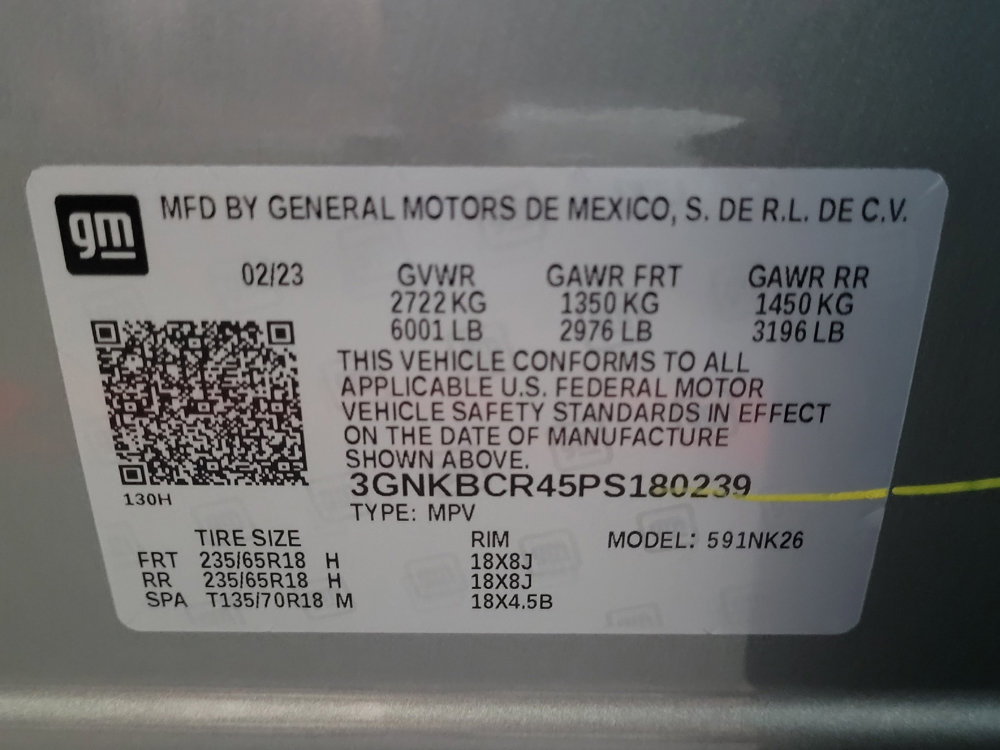 gm MFD BY GENERAL MOTORS DE MEXICO, S. DE R.L. DE C.V.
02/23 GVWR GAWR FRT GAWR RR
2722 KG 1350 KG 1450 KG
6001 LB 2976 LB 3196 LB
THIS VEHICLE CONFORMS TO ALL
APPLICABLE U.S. FEDERAL MOTOR
VEHICLE SAFETY STANDARDS IN EFFECT
ON THE DATE OF MANUFACTURE
SHOWN ABOVE.
3GNKBCR45PS180239
130H
TYPE: MPV
TIRE SIZE RIM MODEL: 591NK26
FRT 235/65R18 H 18X8J
RR 235/65R18 H 18X8J
SPA T135/70R18 M 18X4.5B